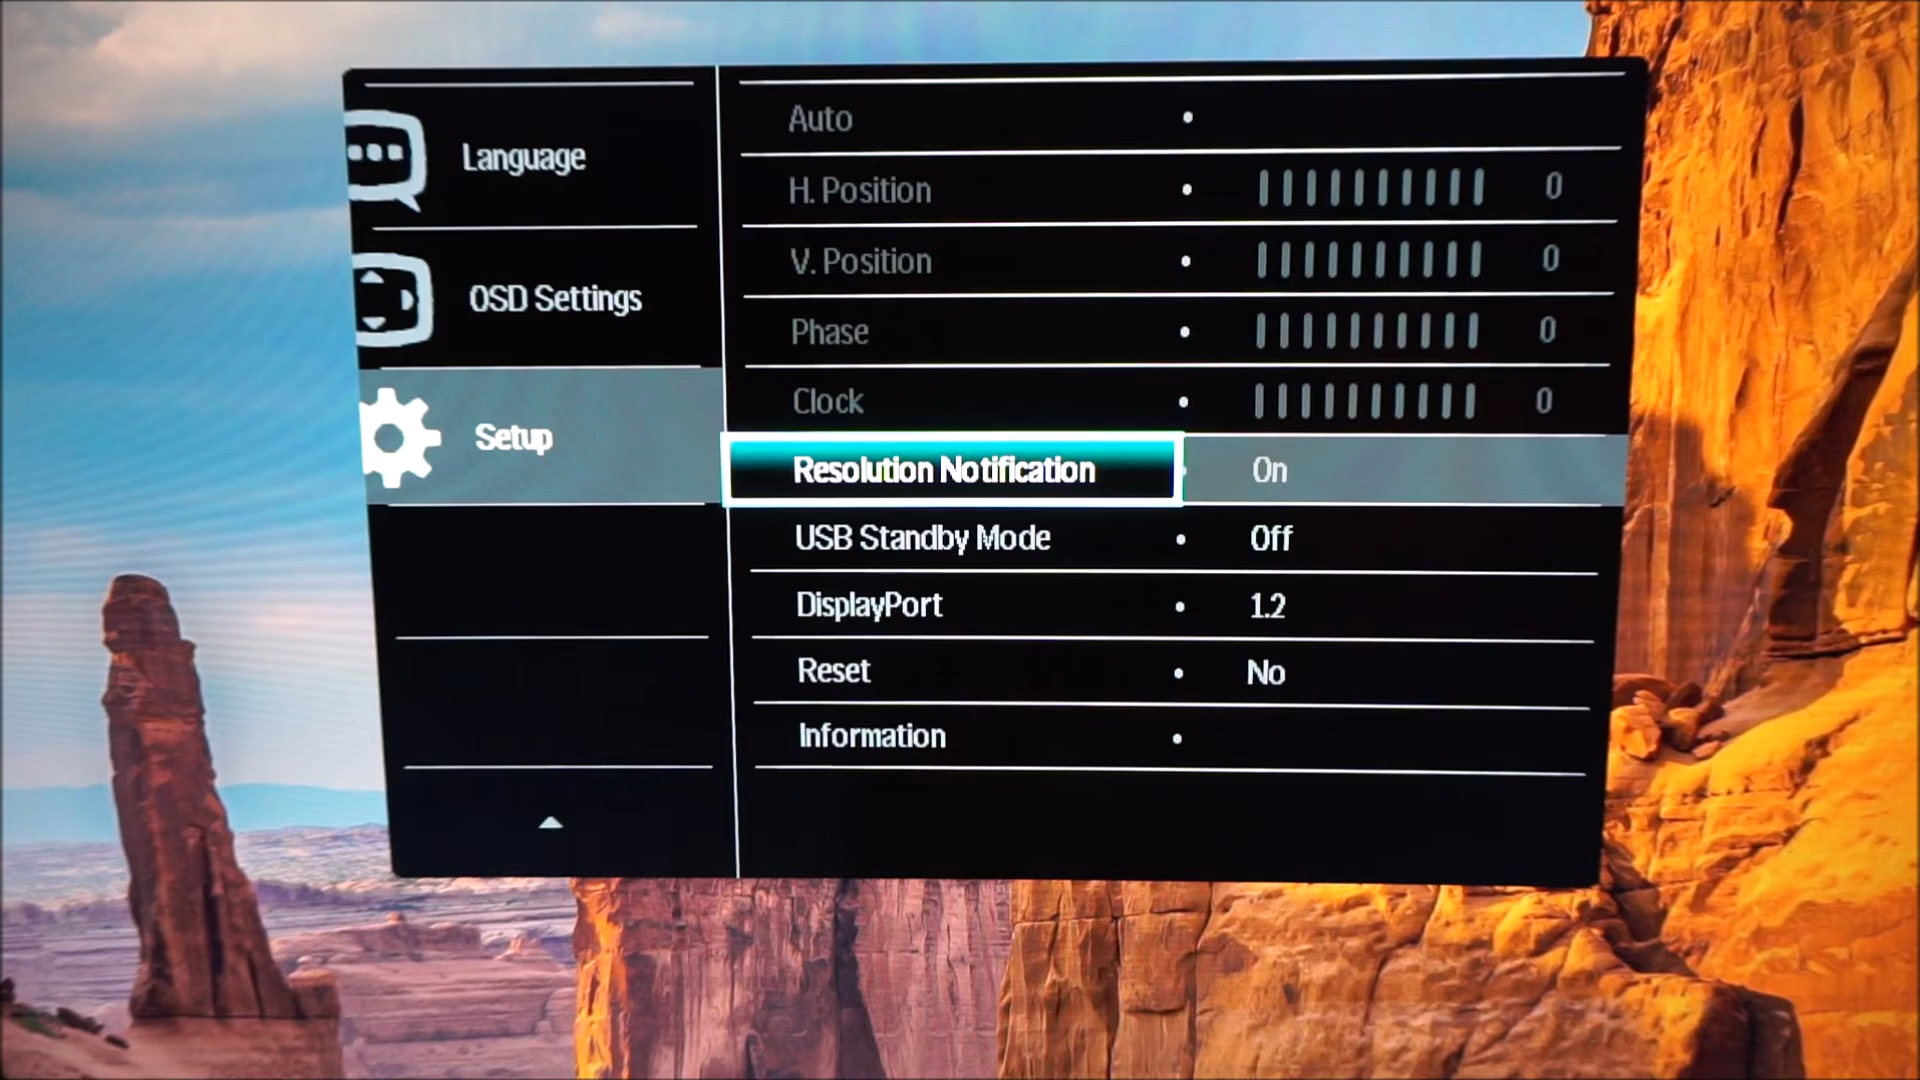 Language
OSD Settings
Setup
Auto
H. Position 0
V. Position 0
Phase 0
Clock 0
Resolution Notification On
USB Standby Mode Off
DisplayPort 1.2
Reset No
Information